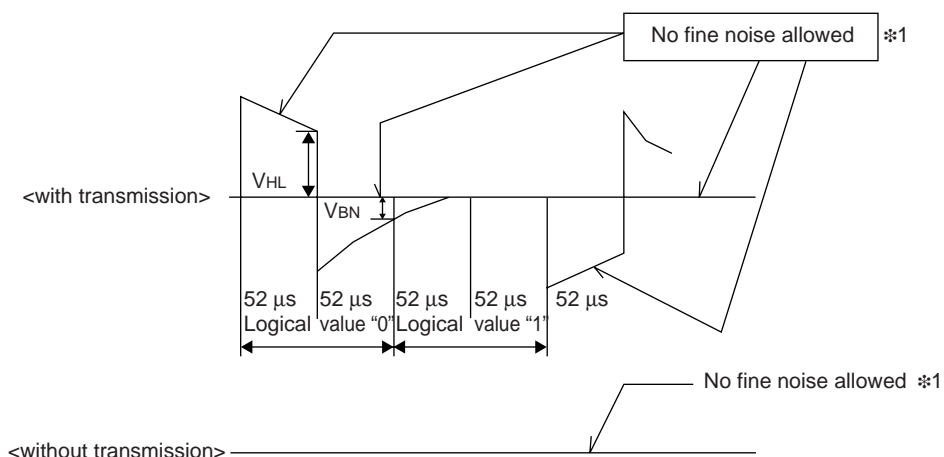 No fine noise allowed ✻1
<with transmission>
VHL
VBN
52 μs 52 μs 52 μs 52 μs 52 μs
Logical value “0” Logical value “1”
No fine noise allowed ✻1
<without transmission>